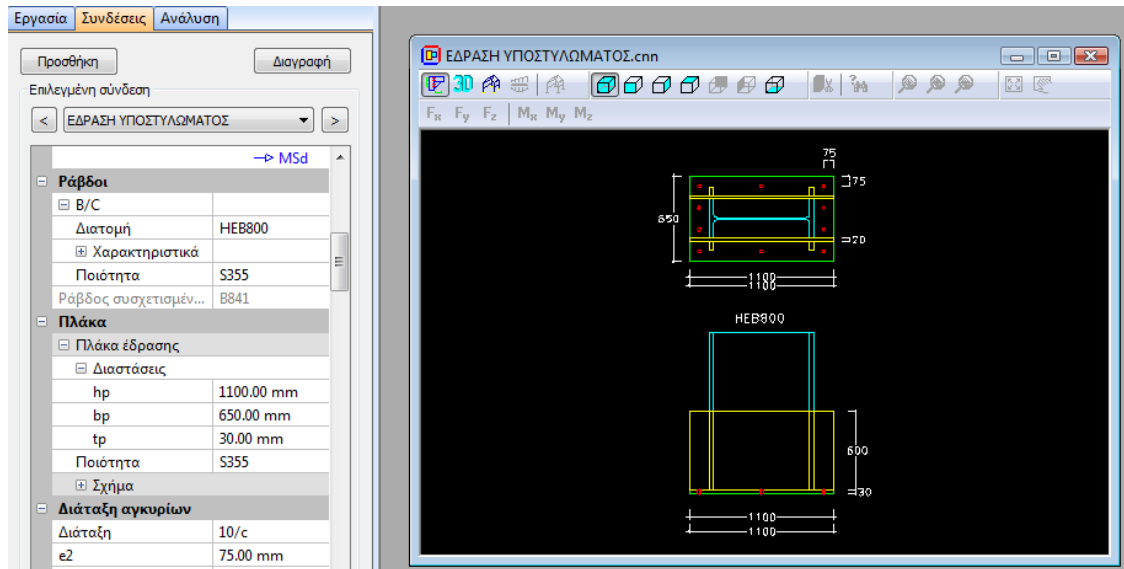 Εργασία Συνδέσεις Ανάλυση
Προσθήκη Διαγραφή
Επιλεγμένη σύνδεση
< ΕΔΡΑΣΗ ΥΠΟΣΤΥΛΩΜΑΤΟΣ >
MSd
Ράβδοι
B/C
Διατομή HEB800
Χαρακτηριστικά
Ποιότητα S355
Ράβδος συσχετισμέν... B841
Πλάκα
Πλάκα έδρασης
Διαστάσεις
hp 1100.00 mm
bp 650.00 mm
tp 30.00 mm
Ποιότητα S355
Σχήμα
Διάταξη αγκυρίων
Διάταξη 10/c
e2 75.00 mm
ΕΔΡΑΣΗ ΥΠΟΣΤΥΛΩΜΑΤΟΣ.cnn
3D
Fx Fy Fz Mx My Mz
75
75
650
20
1100
1100
HEB800
600
30
1100
1100